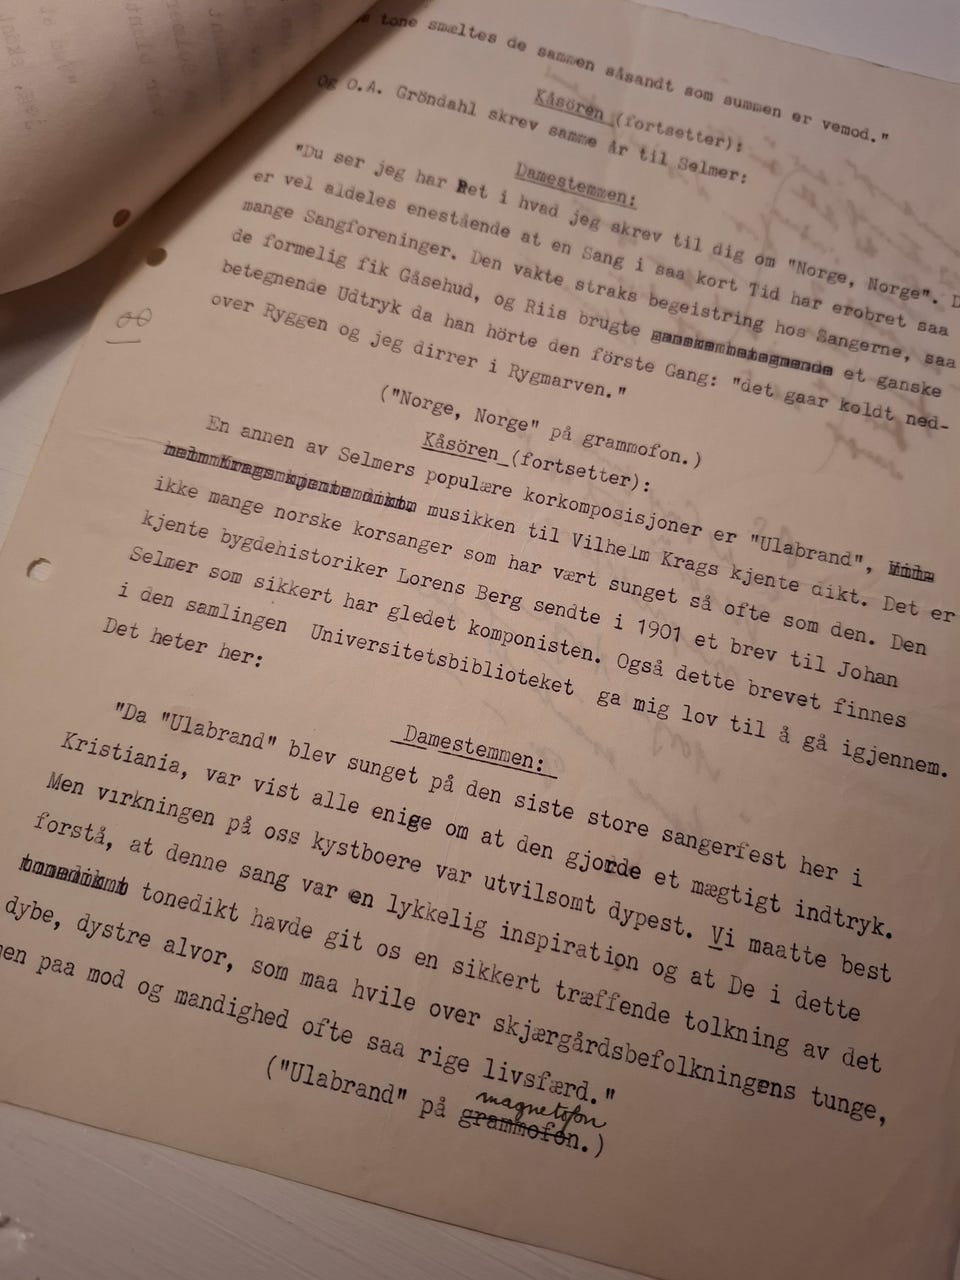 tone smæltes de sammen såsandt som summen er vemod."
Kåsören (fortsetter):
Og O.A. Gröndahl skrev samme år til Selmer:
Damestemmen:
"Du ser jeg har Ret i hvad jeg skrev til dig om "Norge, Norge". D
er vel aldeles enestående at en Sang i saa kort Tid har erobret saa
mange Sangforeninger. Den vakte straks begeistring hos Sangerne, saa
de formelig fik Gåsehud, og Riis brugte ganske betegnende et ganske
betegnende Udtryk da han hörte den förste Gang: "det gaar koldt ned-
over Ryggen og jeg dirrer i Rygmarven."
("Norge, Norge" på grammofon.)
Kåsören (fortsetter):
En annen av Selmers populære korkomposisjoner er "Ulabrand",
musikken til Vilhelm Krags kjente dikt. Det er
ikke mange norske korsanger som har vært sunget så ofte som den. Den
kjente bygdehistoriker Lorens Berg sendte i 1901 et brev til Johan
Selmer som sikkert har gledet komponisten. Også dette brevet finnes
i den samlingen Universitetsbiblioteket ga mig lov til å gå igjennem.
Det heter her:
Damestemmen:
"Da "Ulabrand" blev sunget på den siste store sangerfest her i
Kristiania, var vist alle enige om at den gjorde et mægtigt indtryk.
Men virkningen på oss kystboere var utvilsomt dypest. Vi maatte best
forstå, at denne sang var en lykkelig inspiration og at De i dette
tonedikt tonedikt havde git os en sikkert træffende tolkning av det
dybe, dystre alvor, som maa hvile over skjærgårdsbefolkningens tunge,
men paa mod og mandighed ofte saa rige livsfærd."
magnetofon
("Ulabrand" på grammofon.)